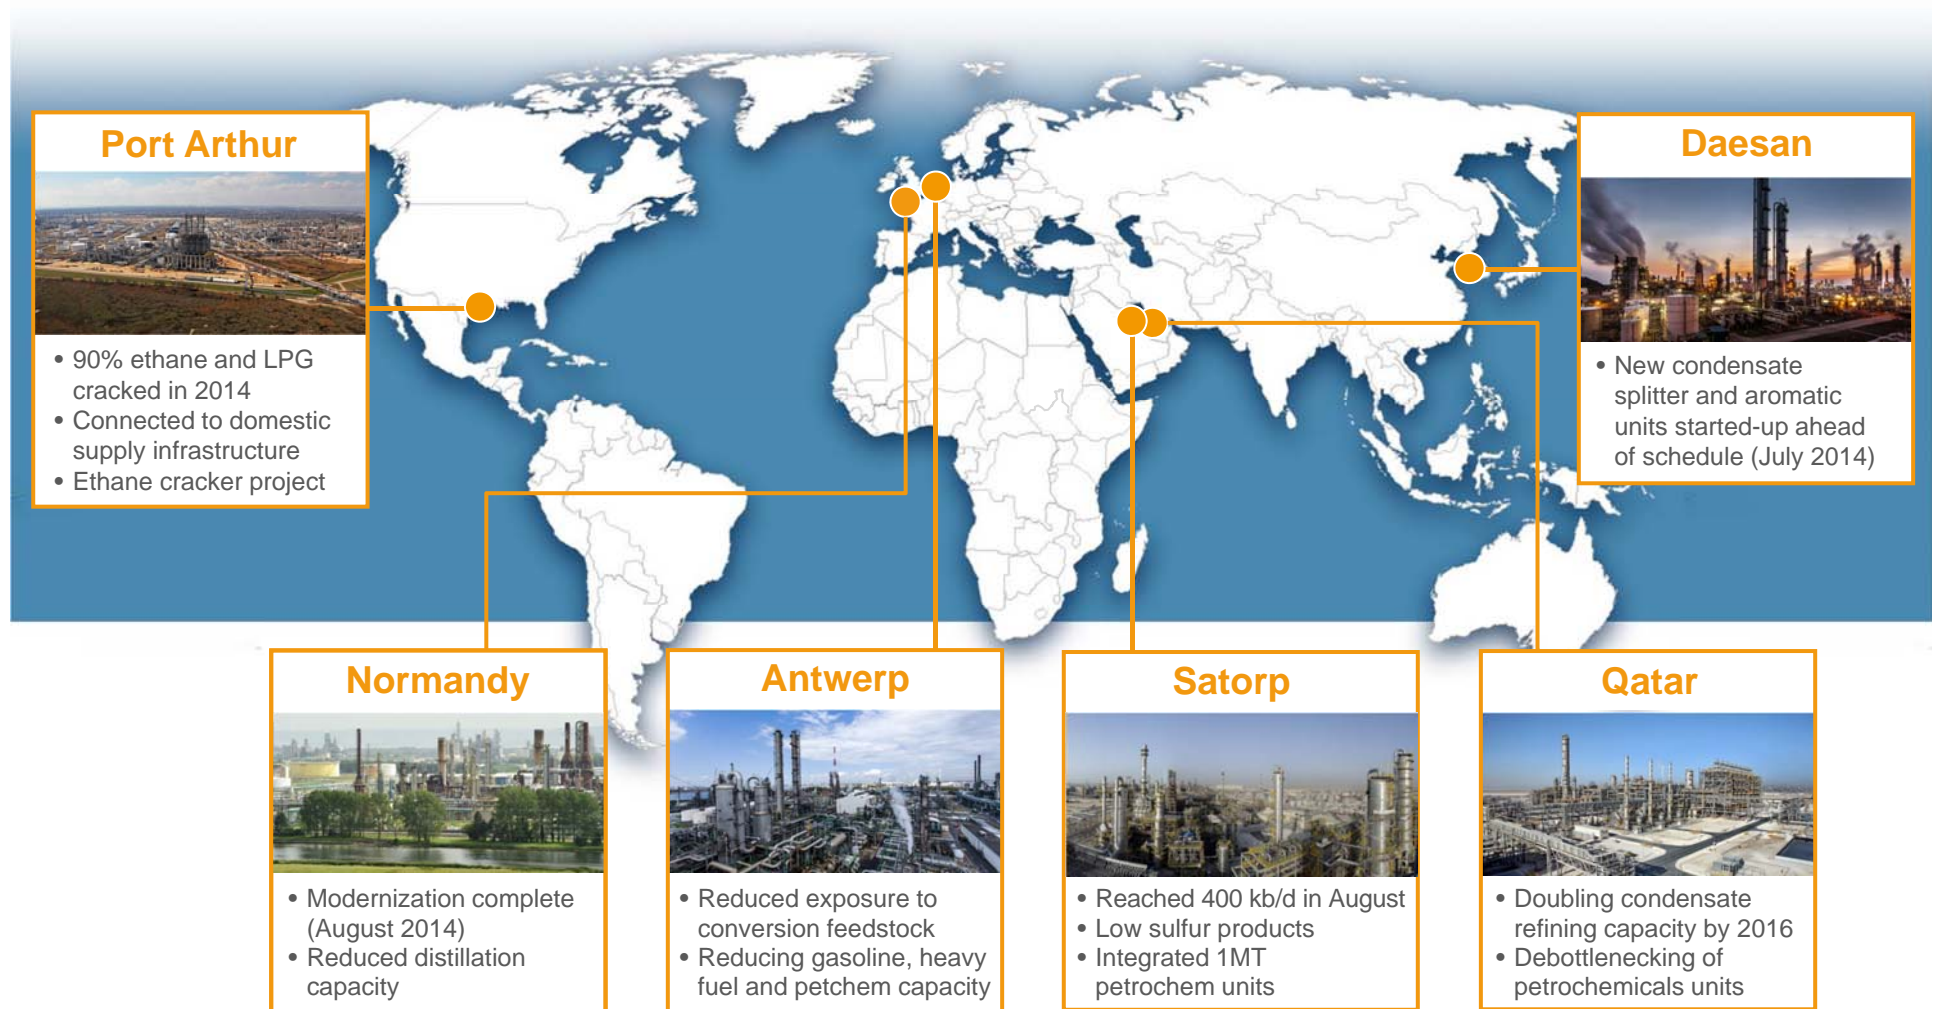 Port Arthur
• 90% ethane and LPG
cracked in 2014
• Connected to domestic
supply infrastructure
• Ethane cracker project
Daesan
• New condensate
splitter and aromatic
units started-up ahead
of schedule (July 2014)
Normandy
• Modernization complete
(August 2014)
• Reduced distillation
capacity
Antwerp
• Reduced exposure to
conversion feedstock
• Reducing gasoline, heavy
fuel and petchem capacity
Satorp
• Reached 400 kb/d in August
• Low sulfur products
• Integrated 1MT
petrochem units
Qatar
• Doubling condensate
refining capacity by 2016
• Debottlenecking of
petrochemicals units